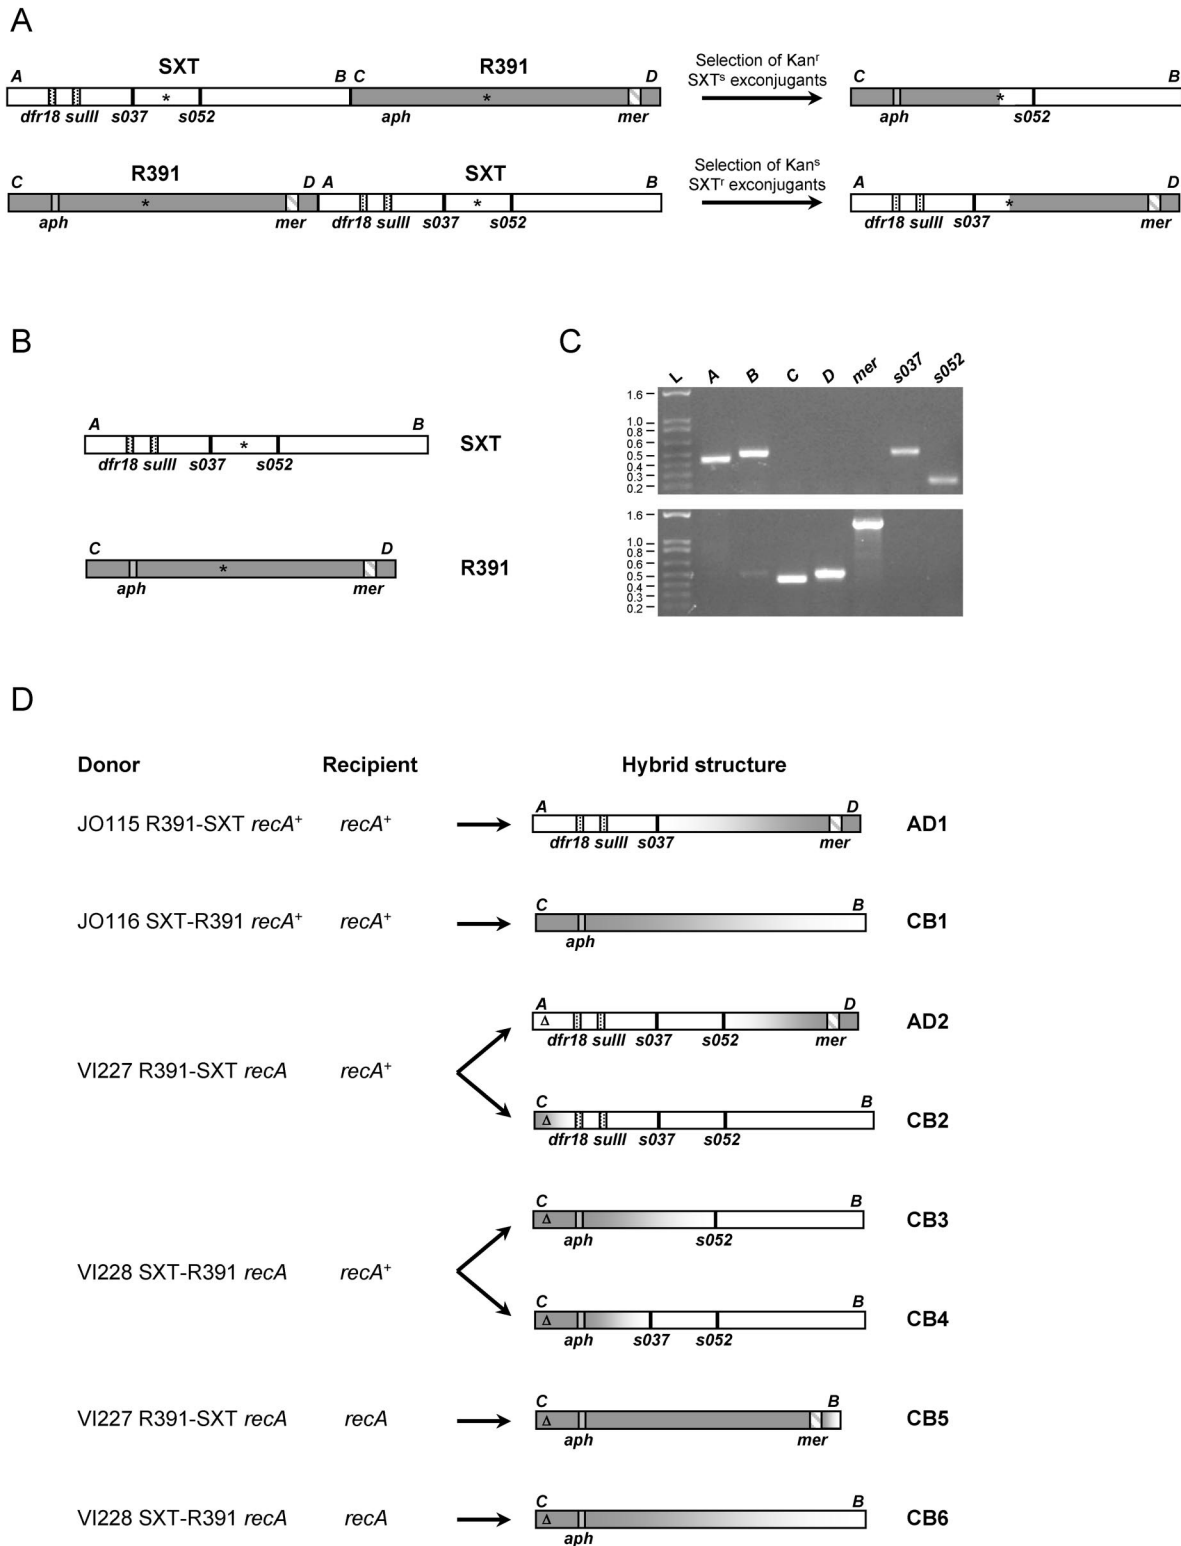 A
SXT
R391
A B C D
dfr18 sulII s037 * s052 * aph mer
Selection of Kanʳ
SXTˢ exconjugants
C B
aph * s052
R391
SXT
C D A B
aph * mer dfr18 sulII s037 * s052
Selection of Kanˢ
SXTʳ exconjugants
A D
dfr18 sulII s037 * mer
B
A B
* SXT
dfr18 sulII s037 s052
C D
* R391
aph mer
C
L A B C D mer s037 s052
1.6
1.0
0.8
0.6
0.5
0.4
0.3
0.2
1.6
1.0
0.8
0.6
0.5
0.4
0.3
0.2
D
Donor Recipient Hybrid structure
A D
JO115 R391-SXT recA⁺ recA⁺ AD1
dfr18 sulII s037 mer
C B
JO116 SXT-R391 recA⁺ recA⁺ CB1
aph
A D
Δ AD2
dfr18 sulII s037 s052 mer
VI227 R391-SXT recA recA⁺
C B
Δ CB2
dfr18 sulII s037 s052
C B
Δ CB3
aph s052
VI228 SXT-R391 recA recA⁺
C B
Δ CB4
aph s037 s052
C B
VI227 R391-SXT recA recA Δ CB5
aph mer
C B
VI228 SXT-R391 recA recA Δ CB6
aph